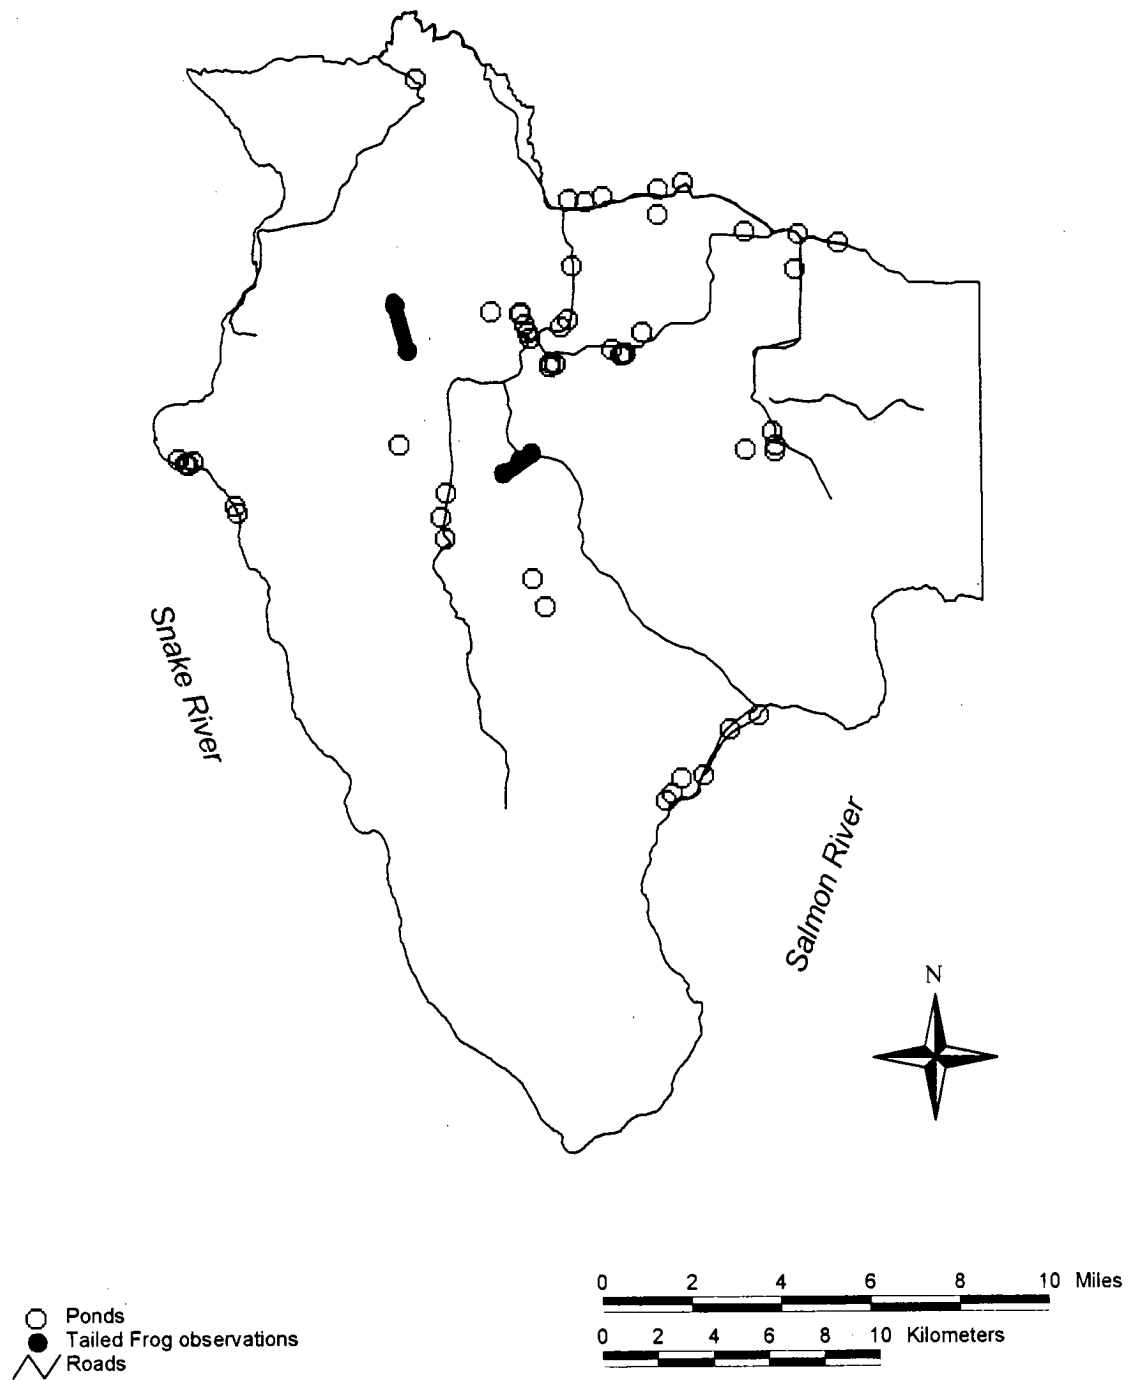 Snake River
Salmon River
N
0 2 4 6 8 10 Miles
0 2 4 6 8 10 Kilometers
Ponds
Tailed Frog observations
Roads